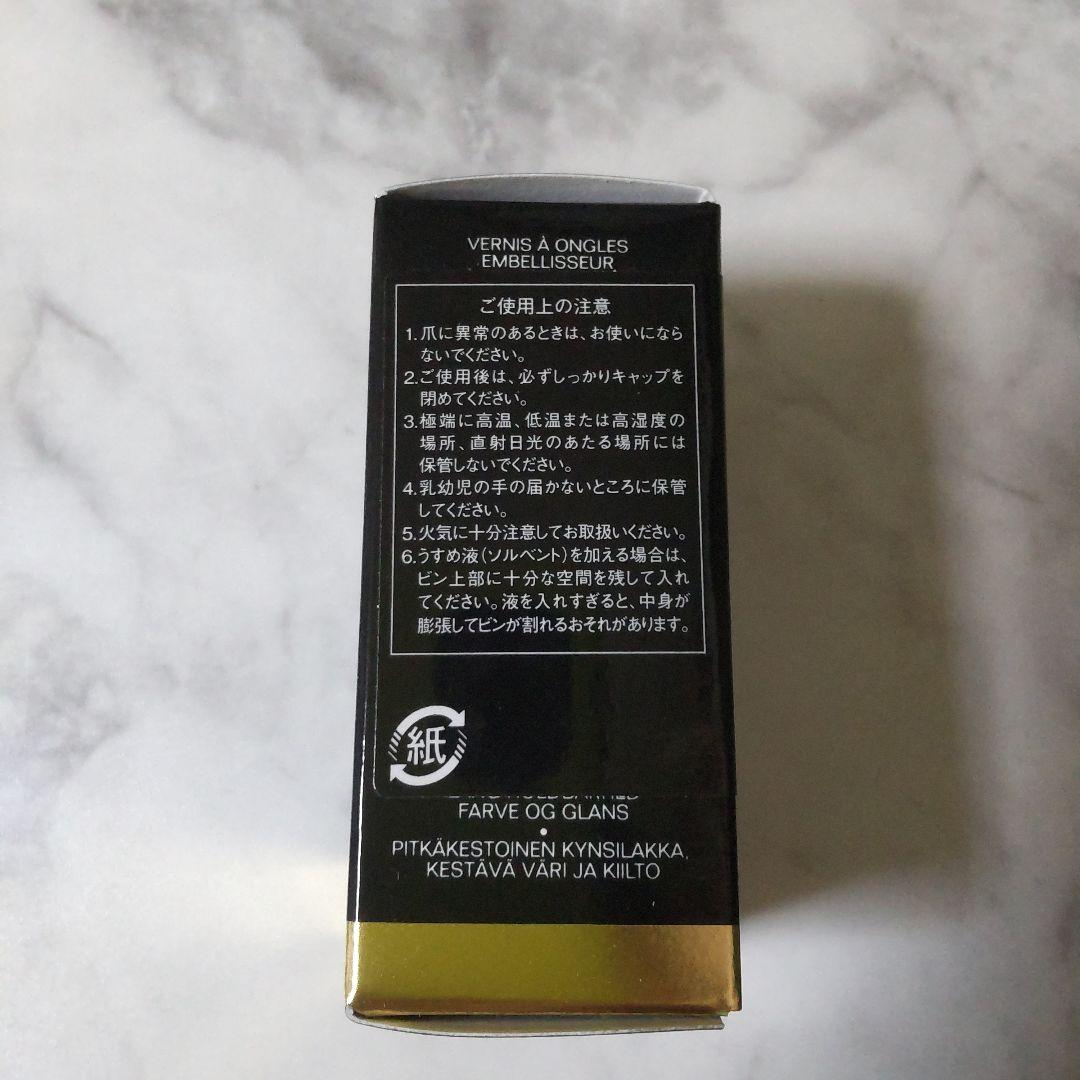 VERNIS À ONGLES
EMBELLISSEUR
ご使用上の注意
1.爪に異常のあるときは、お使いになら
ないでください。
2.ご使用後は、必ずしっかりキャップを
閉めてください。
3.極端に高温、低温または高湿度の
場所、直射日光のあたる場所には
保管しないでください。
4.乳幼児の手の届かないところに保管
してください。
5.火気に十分注意してお取扱いください。
6.うすめ液(ソルベント)を加える場合は、
ビン上部に十分な空間を残して入れ
てください。液を入れすぎると、中身が
膨張してビンが割れるおそれがあります。
紙
FARVE OG GLANS
•
PITKÄKESTOINEN KYNSILAKKA,
KESTÄVÄ VÄRI JA KIILTO